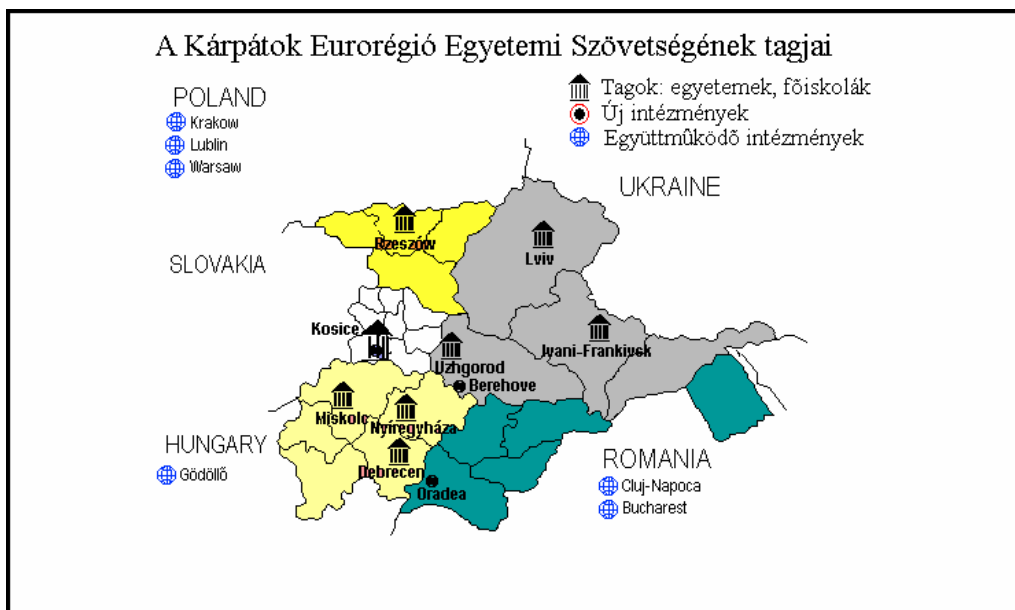 A Kárpátok Eurorégió Egyetemi Szövetségének tagjai
POLAND
Krakow
Lublin
Warsaw
Tagok: egyetemek, fõiskolák
Új intézmények
Együttmûködõ intézmények
UKRAINE
Rzeszów
Lviv
SLOVAKIA
Kosice
Ivani-Frankivsk
Uzhgorod
Berehove
Miskolc
Nyíregyháza
HUNGARY
Gödöllõ
Debrecen
Oradea
ROMANIA
Cluj-Napoca
Bucharest